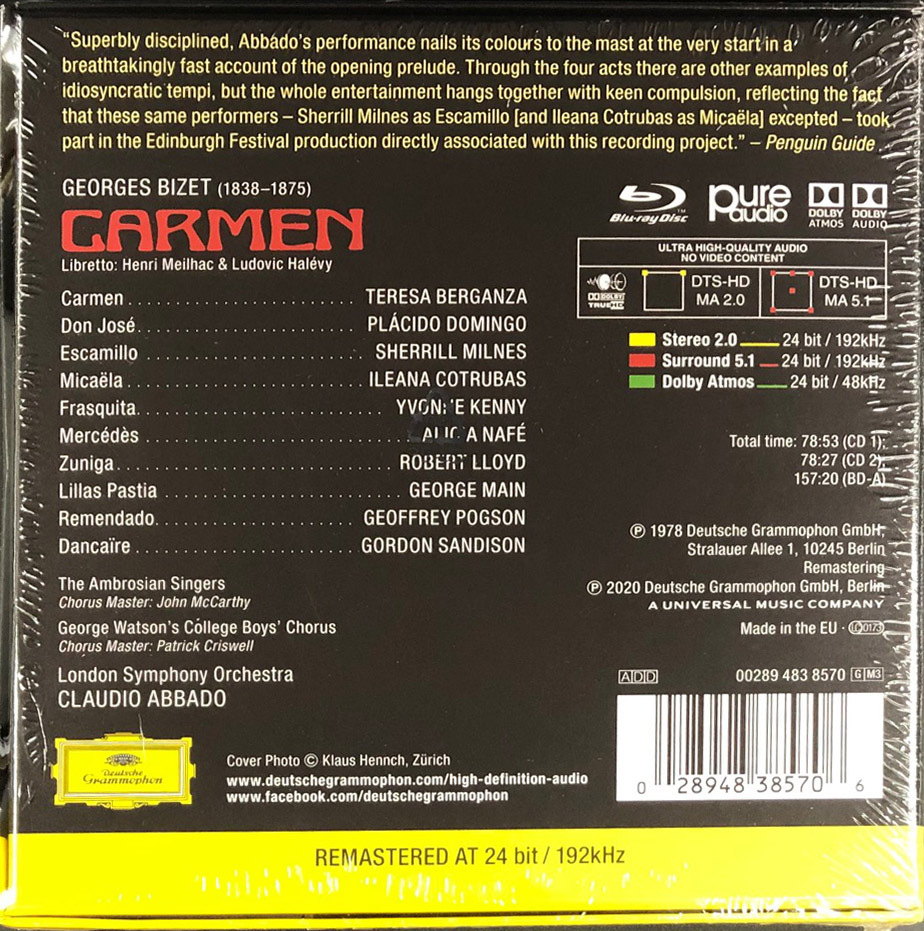 “Superbly disciplined, Abbado’s performance nails its colours to the mast at the very start in a
breathtakingly fast account of the opening prelude. Through the four acts there are other examples of
idiosyncratic tempi, but the whole entertainment hangs together with keen compulsion, reflecting the fact
that these same performers – Sherrill Milnes as Escamillo [and Ileana Cotrubas as Micaëla] excepted – took
part in the Edinburgh Festival production directly associated with this recording project.” – Penguin Guide
GEORGES BIZET (1838–1875)
CARMEN
Libretto: Henri Meilhac & Ludovic Halévy
Carmen TERESA BERGANZA
Don José PLÁCIDO DOMINGO
Escamillo SHERRILL MILNES
Micaëla ILEANA COTRUBAS
Frasquita YVONNE KENNY
Mercédès ALICIA NAFÉ
Zuniga ROBERT LLOYD
Lillas Pastia GEORGE MAIN
Remendado GEOFFREY POGSON
Dancaïre GORDON SANDISON
The Ambrosian Singers
Chorus Master: John McCarthy
George Watson’s College Boys’ Chorus
Chorus Master: Patrick Criswell
London Symphony Orchestra
CLAUDIO ABBADO
Blu-ray Disc™
pure audio
DOLBY ATMOS
DOLBY AUDIO
ULTRA HIGH-QUALITY AUDIO
NO VIDEO CONTENT
DOLBY TRUEHD
DTS-HD MA 2.0
DTS-HD MA 5.1
Stereo 2.0 24 bit / 192kHz
Surround 5.1 24 bit / 192kHz
Dolby Atmos 24 bit / 48kHz
Total time: 78:53 (CD 1);
78:27 (CD 2);
157:20 (BD-A)
℗ 1978 Deutsche Grammophon GmbH,
Stralauer Allee 1, 10245 Berlin
Remastering
℗ 2020 Deutsche Grammophon GmbH, Berlin
A UNIVERSAL MUSIC COMPANY
Made in the EU · LC0173
ADD 00289 483 8570 G M3
0 28948 38570 6
Deutsche Grammophon
Cover Photo © Klaus Hennch, Zürich
www.deutschegrammophon.com/high-definition-audio
www.facebook.com/deutschegrammophon
REMASTERED AT 24 bit / 192kHz